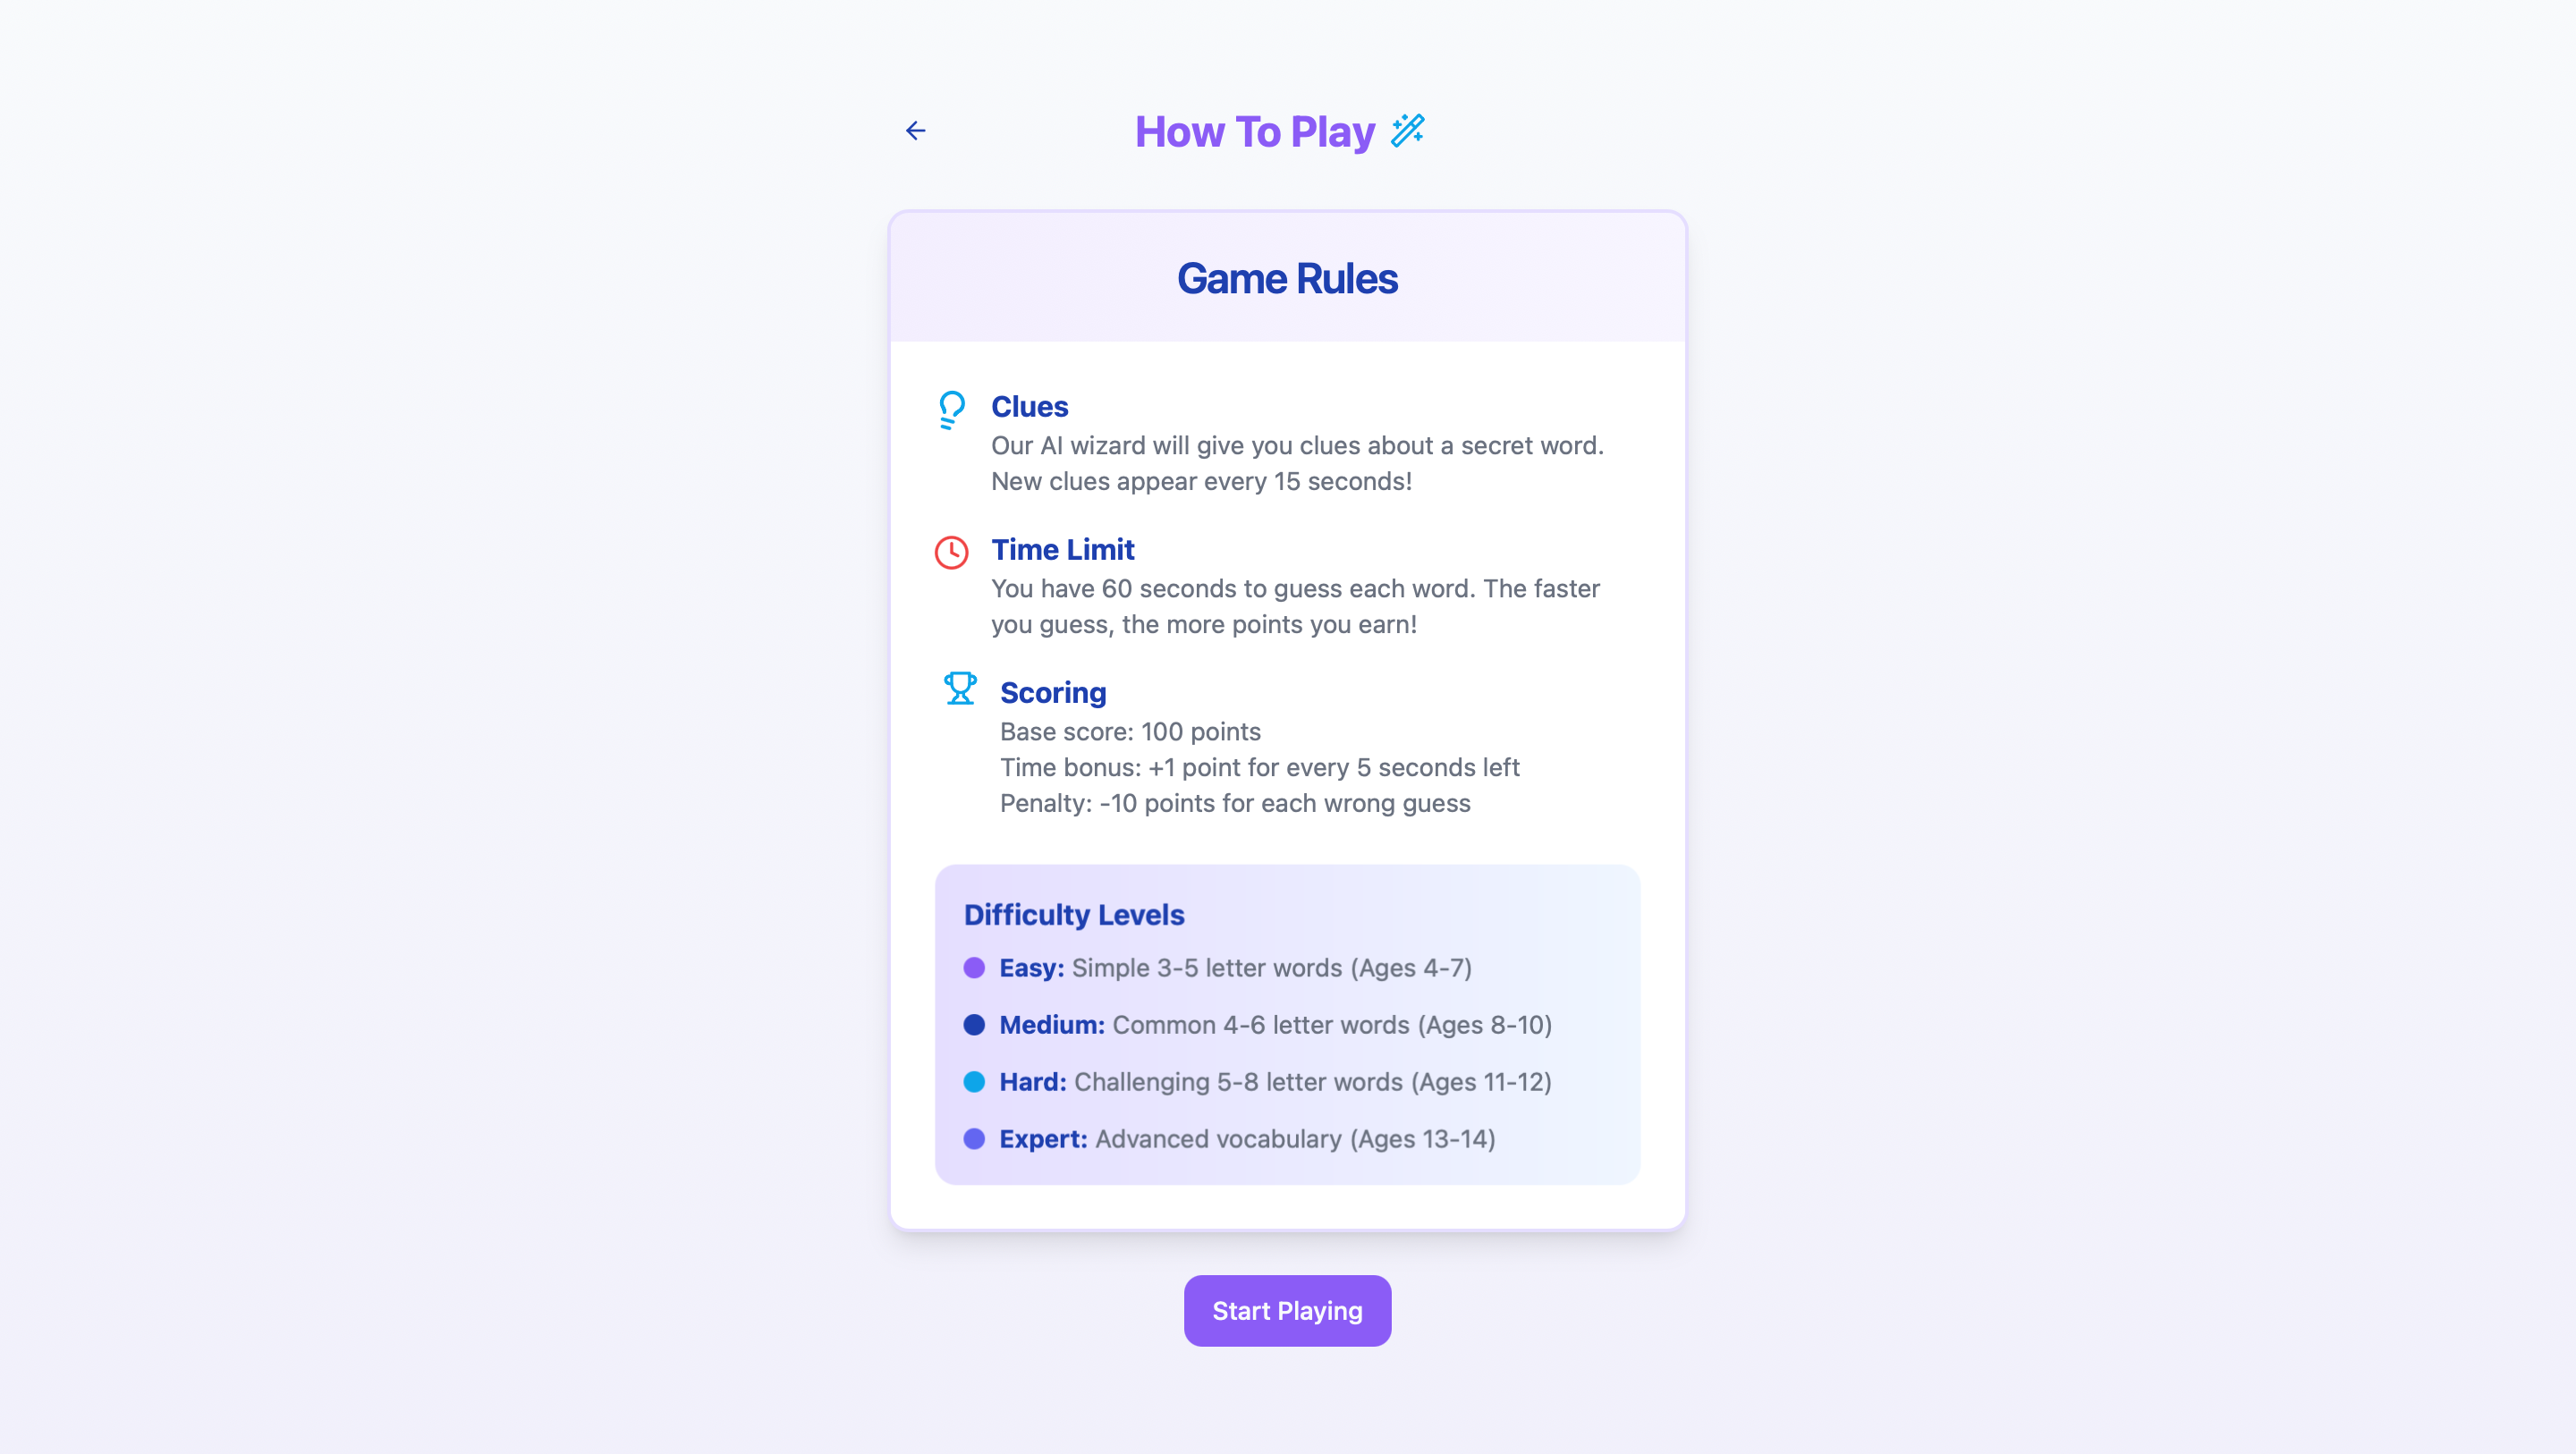 How To Play
Game Rules
Clues
Our AI wizard will give you clues about a secret word.
New clues appear every 15 seconds!
Time Limit
You have 60 seconds to guess each word. The faster
you guess, the more points you earn!
Scoring
Base score: 100 points
Time bonus: +1 point for every 5 seconds left
Penalty: -10 points for each wrong guess
Difficulty Levels
Easy: Simple 3-5 letter words (Ages 4-7)
Medium: Common 4-6 letter words (Ages 8-10)
Hard: Challenging 5-8 letter words (Ages 11-12)
Expert: Advanced vocabulary (Ages 13-14)
Start Playing